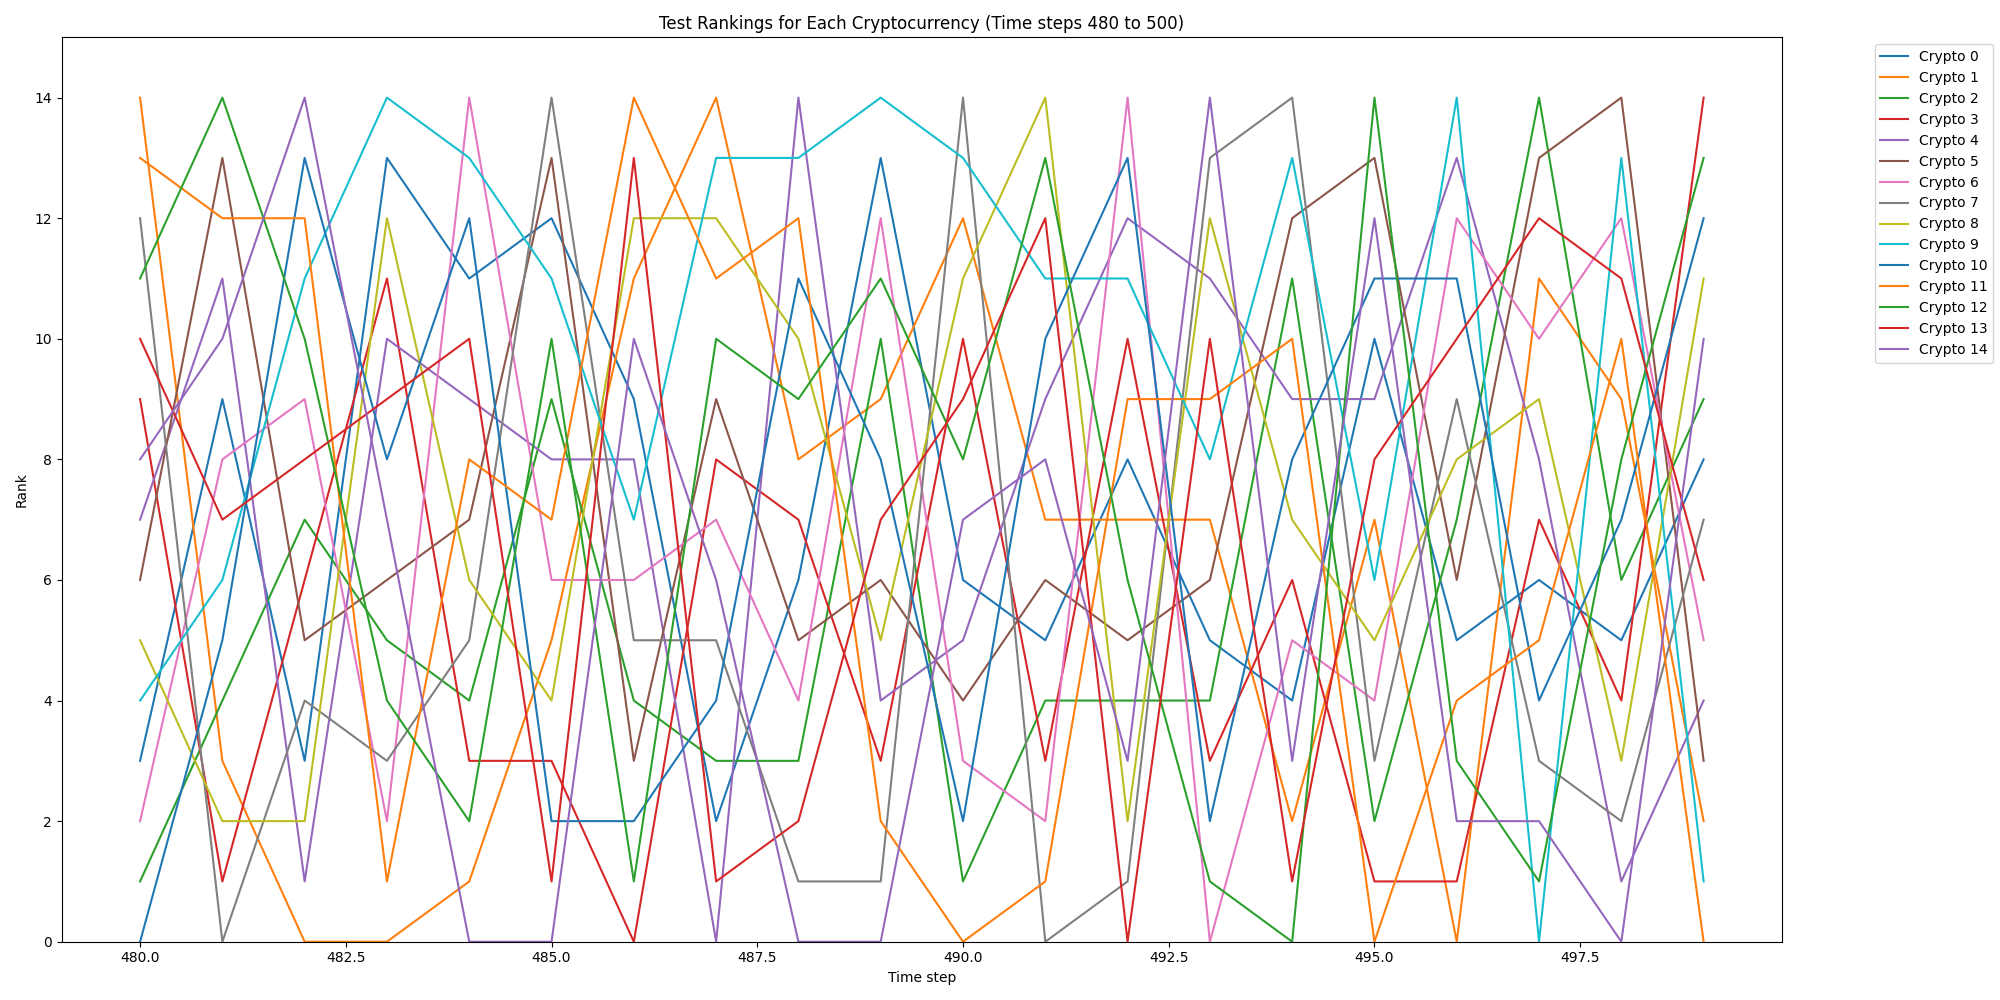 Test Rankings for Each Cryptocurrency (Time steps 480 to 500)
Rank
14
12
10
8
6
4
2
0
480.0 482.5 485.0 487.5 490.0 492.5 495.0 497.5
Time step
Crypto 0
Crypto 1
Crypto 2
Crypto 3
Crypto 4
Crypto 5
Crypto 6
Crypto 7
Crypto 8
Crypto 9
Crypto 10
Crypto 11
Crypto 12
Crypto 13
Crypto 14